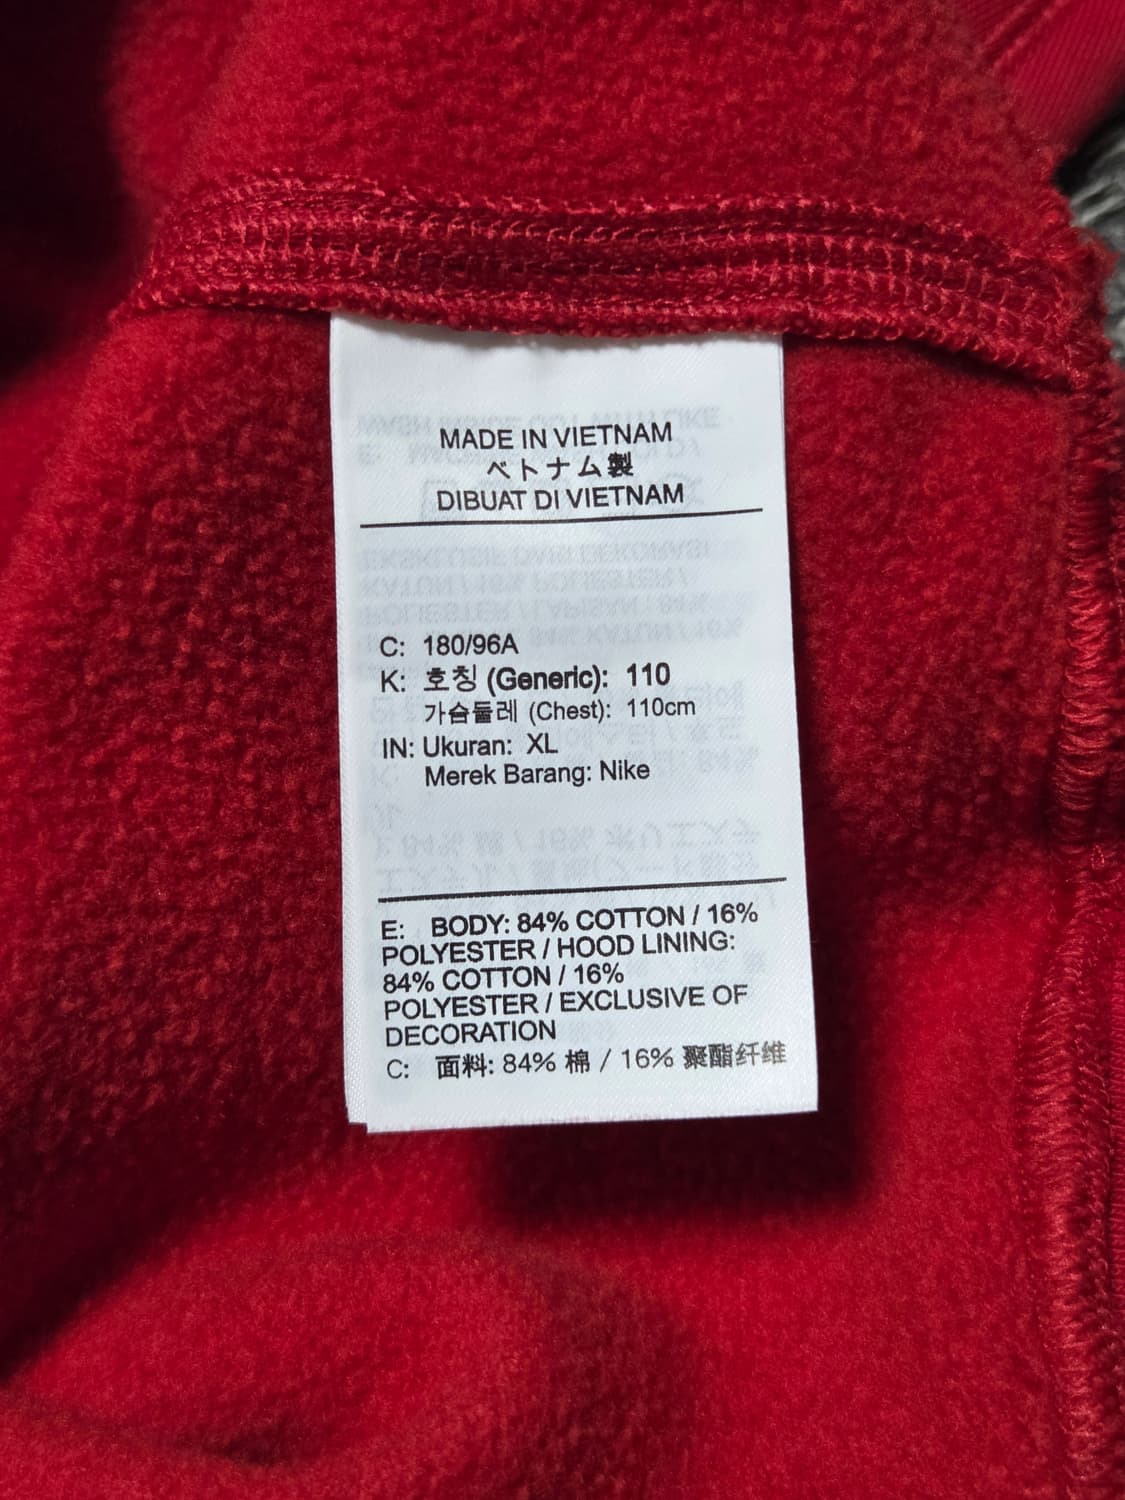 MADE IN VIETNAM
ベトナム製
DIBUAT DI VIETNAM
C: 180/96A
K: 호칭 (Generic): 110
가슴둘레 (Chest): 110cm
IN: Ukuran: XL
Merek Barang: Nike
E: BODY: 84% COTTON / 16%
POLYESTER / HOOD LINING:
84% COTTON / 16%
POLYESTER / EXCLUSIVE OF
DECORATION
C: 面料: 84% 棉 / 16% 聚酯纤维